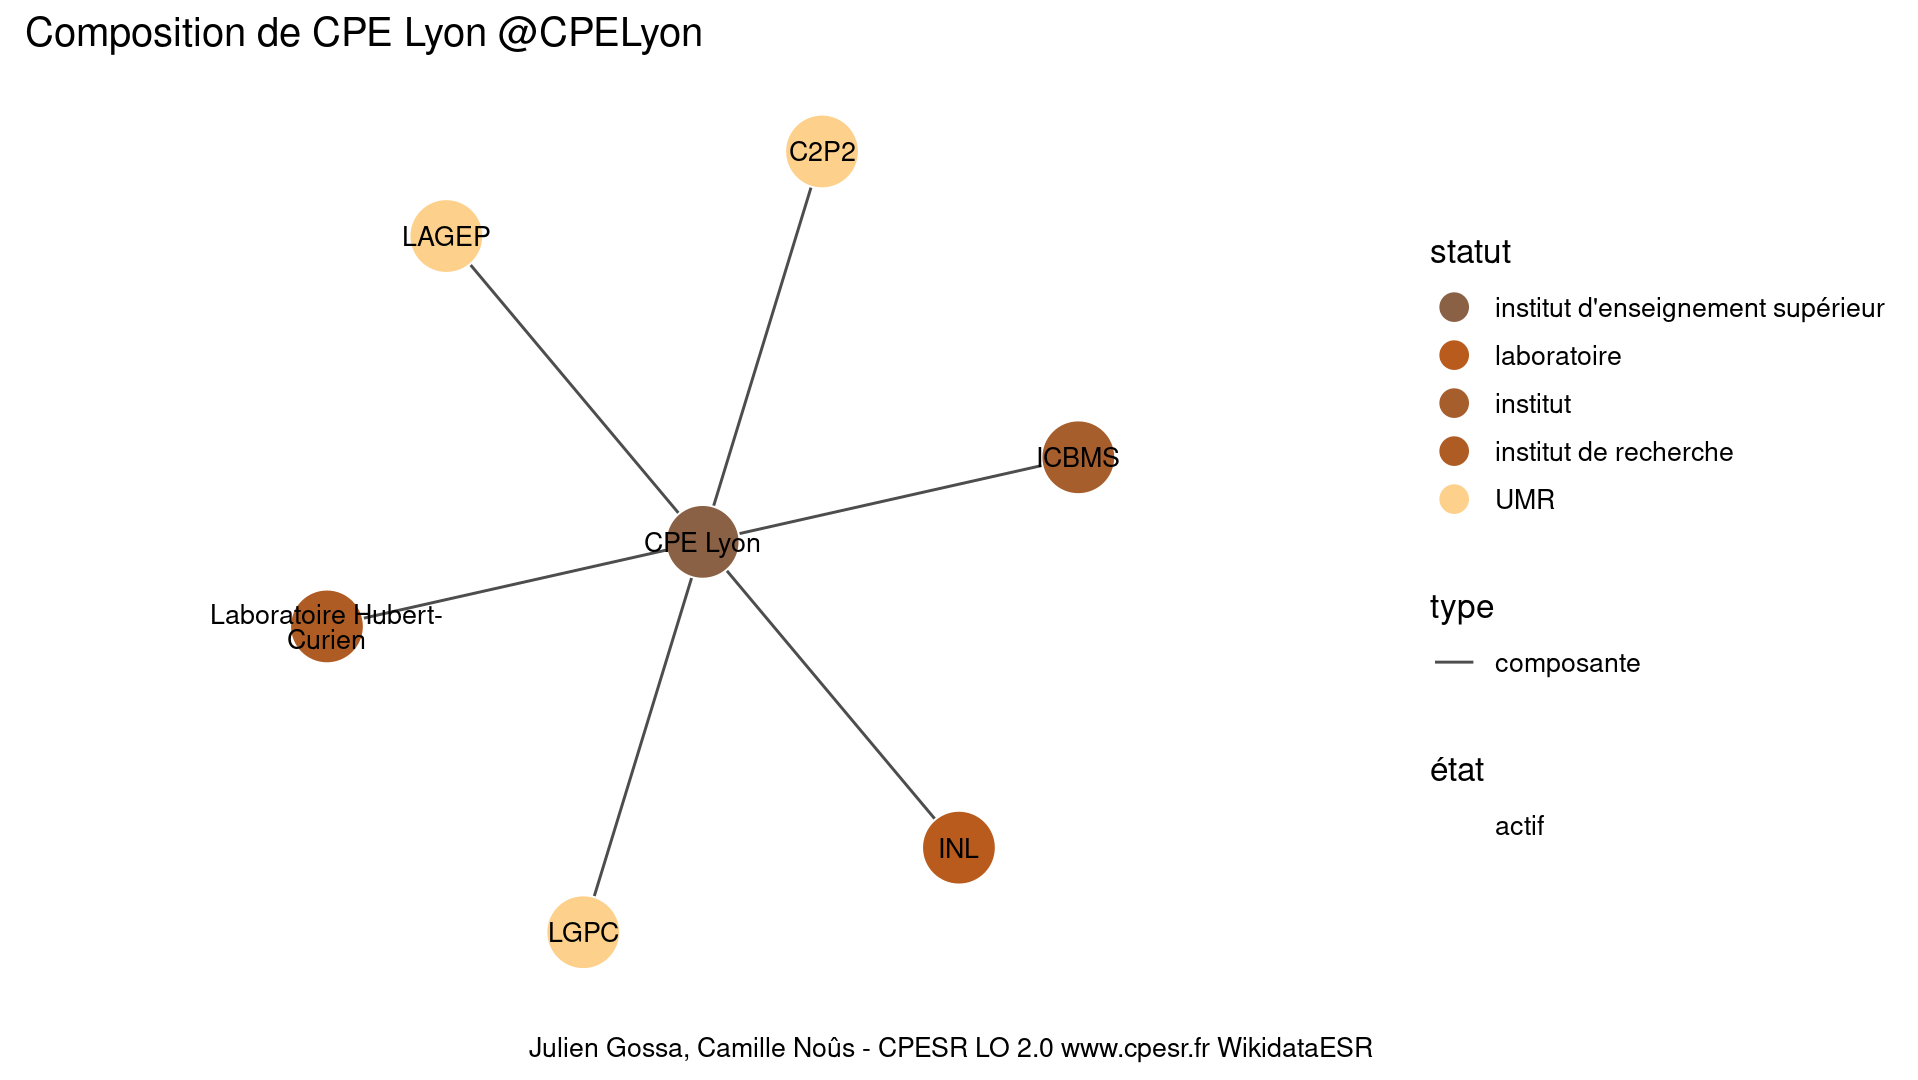 Composition de CPE Lyon @CPELyon
C2P2
LAGEP
ICBMS
CPE Lyon
Laboratoire Hubert-
Curien
INL
LGPC
statut
institut d'enseignement supérieur
laboratoire
institut
institut de recherche
UMR
type
composante
état
actif
Julien Gossa, Camille Noûs - CPESR LO 2.0 www.cpesr.fr WikidataESR